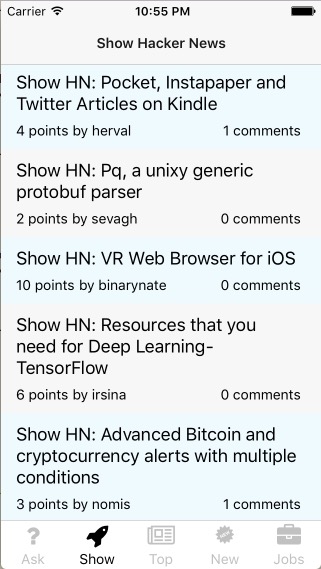 Carrier 10:55 PM
Show Hacker News
Show HN: Pocket, Instapaper and
Twitter Articles on Kindle
4 points by herval 1 comments
Show HN: Pq, a unixy generic
protobuf parser
2 points by sevagh 0 comments
Show HN: VR Web Browser for iOS
10 points by binarynate 0 comments
Show HN: Resources that you
need for Deep Learning-
TensorFlow
6 points by irsina 0 comments
Show HN: Advanced Bitcoin and
cryptocurrency alerts with multiple
conditions
3 points by nomis 1 comments
Ask Show Top New Jobs